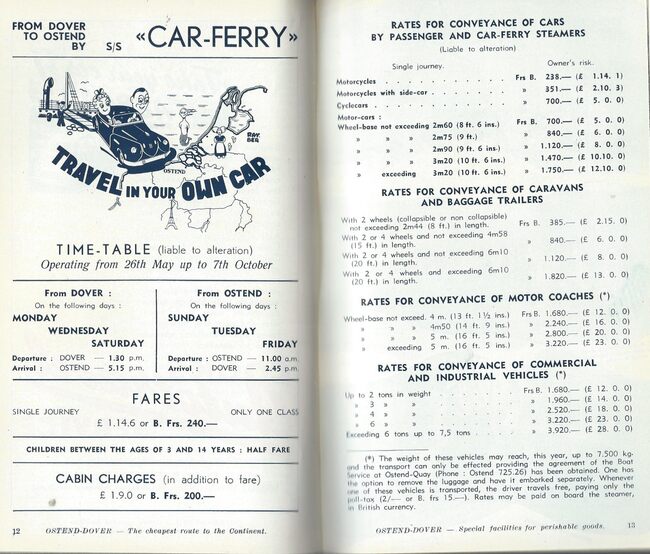 FROM DOVER
TO OSTEND
BY S/S «CAR-FERRY»
RAY BER
OSTEND
TRAVEL IN YOUR OWN CAR
TIME-TABLE (liable to alteration)
Operating from 26th May up to 7th October
From DOVER :
On the following days :
MONDAY
WEDNESDAY
SATURDAY
Departure : DOVER — 1.30 p.m.
Arrival : OSTEND — 5.15 p.m.
From OSTEND :
On the following days :
SUNDAY
TUESDAY
FRIDAY
Departure : OSTEND — 11.00 a.m.
Arrival : DOVER — 2.45 p.m.
FARES
SINGLE JOURNEY ONLY ONE CLASS
£ 1.14.6 or B. Frs. 240.—
CHILDREN BETWEEN THE AGES OF 3 AND 14 YEARS : HALF FARE
CABIN CHARGES (in addition to fare)
£ 1.9.0 or B. Frs. 200.—
12 OSTEND-DOVER — The cheapest route to the Continent.
RATES FOR CONVEYANCE OF CARS
BY PASSENGER AND CAR-FERRY STEAMERS
(Liable to alteration)
Single journey. Owner's risk.
Motorcycles . . . . . . . . . . Frs B. 238.— (£ 1.14. 1)
Motorcycles with side-car . . . . . . . » 351.— (£ 2.10. 3)
Cyclecars . . . . . . . . . . . » 700.— (£ 5. 0. 0)
Motor-cars :
Wheel-base not exceeding 2m60 (8 ft. 6 ins.) Frs B. 700.— (£ 5. 0. 0)
» » » 2m75 (9 ft.) » 840.— (£ 6. 0. 0)
» » » 2m90 (9 ft. 6 ins.) » 1.120.— (£ 8. 0. 0)
» » » 3m20 (10 ft. 6 ins.) » 1.470.— (£ 10.10. 0)
» exceeding 3m20 (10 ft. 6 ins.) » 1.750.— (£ 12.10. 0)
RATES FOR CONVEYANCE OF CARAVANS
AND BAGGAGE TRAILERS
With 2 wheels (collapsible or non collapsible)
not exceeding 2m44 (8 ft.) in length. Frs B. 385.— (£ 2.15. 0)
With 2 or 4 wheels and not exceeding 4m58
(15 ft.) in length. » 840.— (£ 6. 0. 0)
With 2 or 4 wheels and not exceeding 6m10
(20 ft.) in length. » 1.120.— (£ 8. 0. 0)
With 2 or 4 wheels and exceeding 6m10
(20 ft.) in length. » 1.820.— (£ 13. 0. 0)
RATES FOR CONVEYANCE OF MOTOR COACHES (*)
Wheel-base not exceed. 4 m. (13 ft. 1½ ins.) Frs B. 1.680.— (£ 12. 0. 0)
» » » 4m50 (14 ft. 9 ins.) » 2.240.— (£ 16. 0. 0)
» » » 5 m. (16 ft. 5 ins.) » 2.800.— (£ 20. 0. 0)
» exceeding 5 m. (16 ft. 5 ins.) » 3.220.— (£ 23. 0. 0)
RATES FOR CONVEYANCE OF COMMERCIAL
AND INDUSTRIAL VEHICLES (*)
Up to 2 tons in weight . . . . . . Frs B. 1.680.— (£ 12. 0. 0)
» 3 » » . . . . . . » 1.960.— (£ 14. 0. 0)
» 4 » » . . . . . . » 2.520.— (£ 18. 0. 0)
» 6 » » . . . . . . » 3.220.— (£ 23. 0. 0)
Exceeding 6 tons up to 7,5 tons . . . . » 3.920.— (£ 28. 0. 0)
(*) The weight of these vehicles may reach, this year, up to 7.500 kg-
and the transport can only be effected providing the agreement of the Boat
Service at Ostend-Quay (Phone : Ostend 725.26) has been obtained. One has
the option to remove the luggage and have it embarked separately. Whenever
one of these vehicles is transported, the driver travels free, paying only the
poll-tax (2/— or B. frs 15.—). Rates may be paid on board the steamer,
in British currency.
OSTEND-DOVER — Special facilities for perishable goods. 13